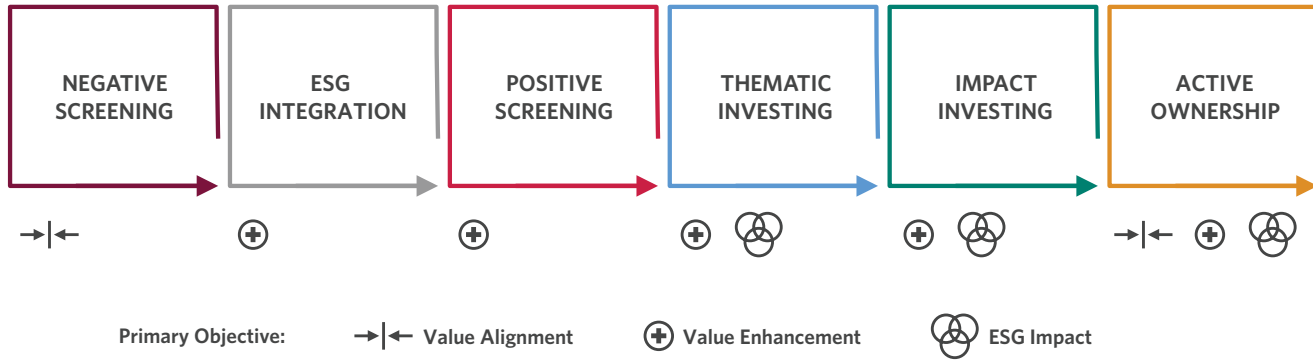 NEGATIVE
SCREENING
ESG
INTEGRATION
POSITIVE
SCREENING
THEMATIC
INVESTING
IMPACT
INVESTING
ACTIVE
OWNERSHIP
Primary Objective: Value Alignment Value Enhancement ESG Impact